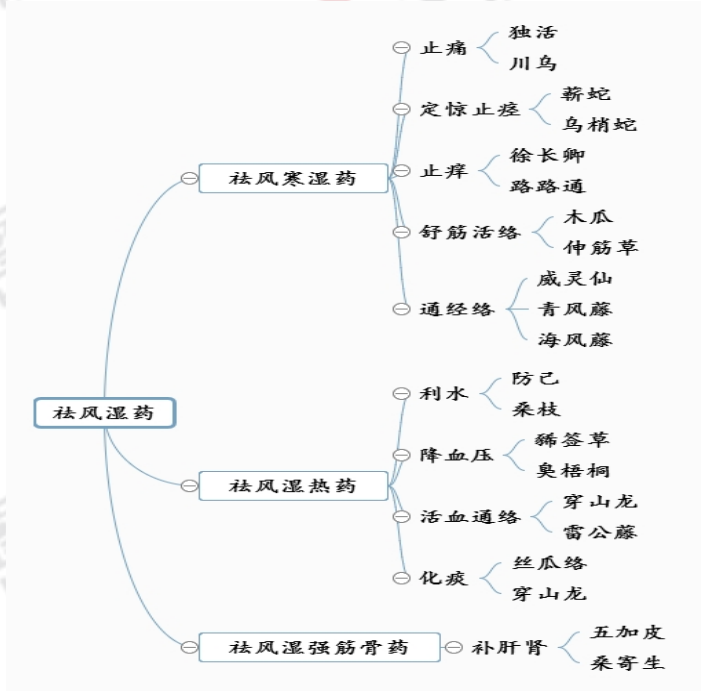 止痛
独活
川乌
定惊止痉
蕲蛇
乌梢蛇
祛风寒湿药
止痒
徐长卿
路路通
舒筋活络
木瓜
伸筋草
通经络
威灵仙
青风藤
海风藤
祛风湿药
利水
防己
桑枝
祛风湿热药
降血压
豨签草
臭梧桐
活血通络
穿山龙
雷公藤
化痰
丝瓜络
穿山龙
祛风湿强筋骨药
补肝肾
五加皮
桑寄生